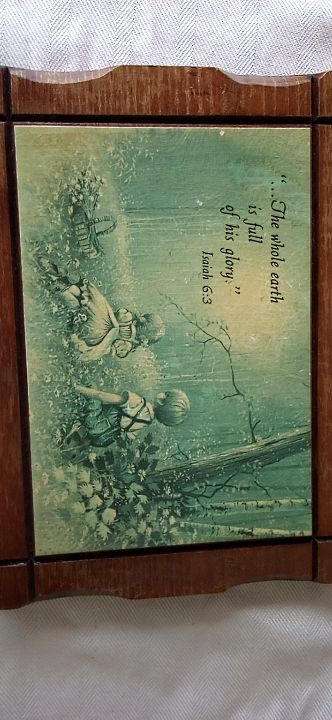 “...The whole earth
is full
of his glory.”
Isaiah 6:3